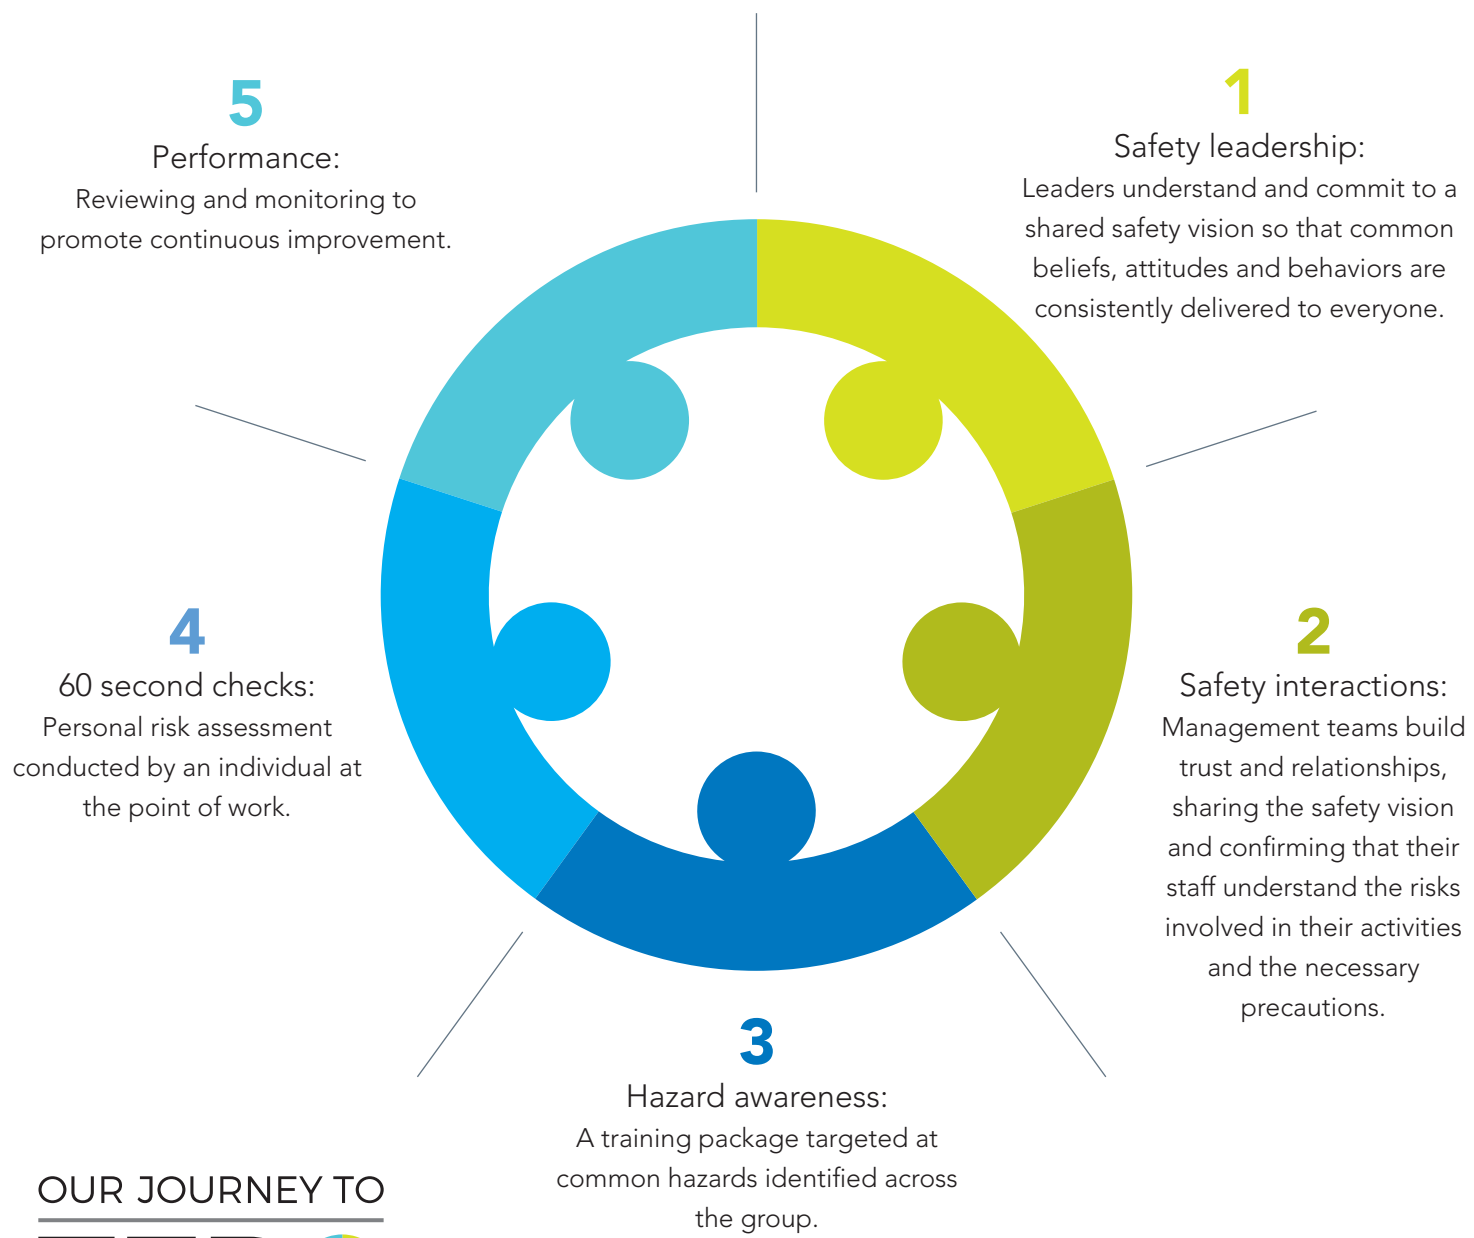 5
Performance:
Reviewing and monitoring to
promote continuous improvement.
1
Safety leadership:
Leaders understand and commit to a
shared safety vision so that common
beliefs, attitudes and behaviors are
consistently delivered to everyone.
4
60 second checks:
Personal risk assessment
conducted by an individual at
the point of work.
2
Safety interactions:
Management teams build
trust and relationships,
sharing the safety vision
and confirming that their
staff understand the risks
involved in their activities
and the necessary
precautions.
3
Hazard awareness:
A training package targeted at
common hazards identified across
the group.
OUR JOURNEY TO